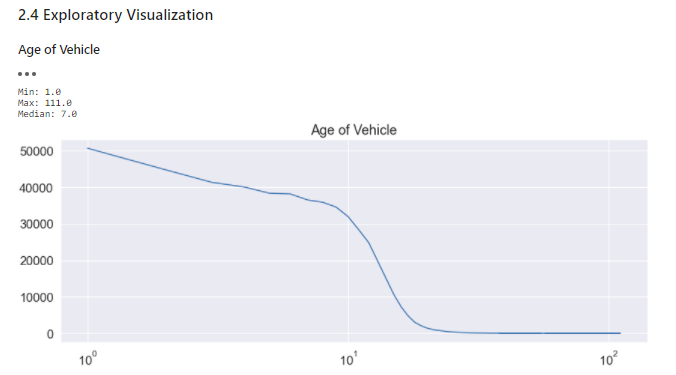 2.4 Exploratory Visualization
Age of Vehicle
•••
Min: 1.0
Max: 111.0
Median: 7.0
Age of Vehicle
50000
40000
30000
20000
10000
0
10⁰ 10¹ 10²